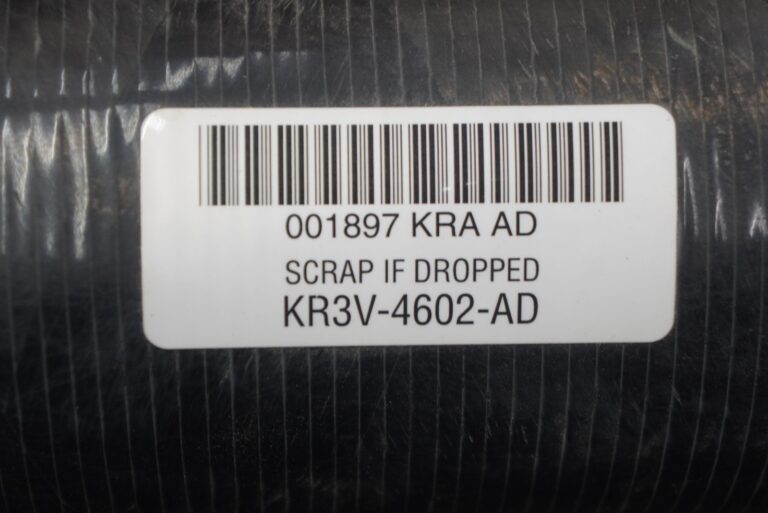 001897 KRA AD
SCRAP IF DROPPED
KR3V-4602-AD